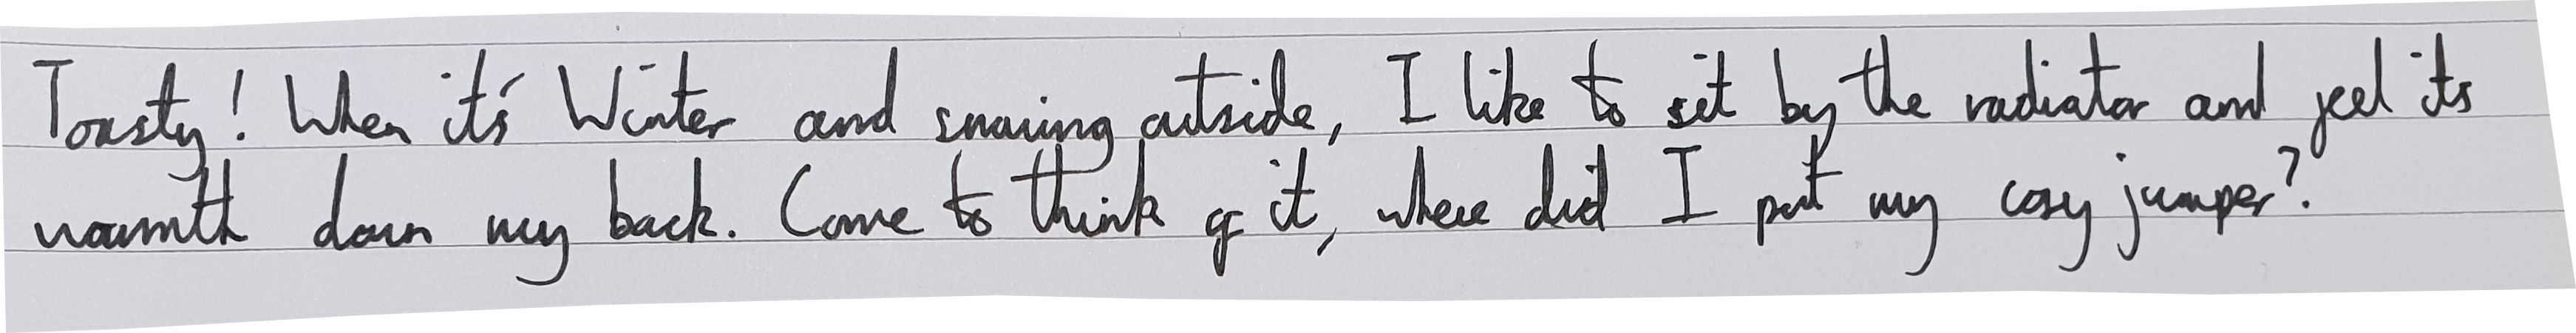 Toasty! When it's Winter and snowing outside, I like to sit by the radiator and feel its
warmth down my back. Come to think of it, where did I put my cosy jumper?